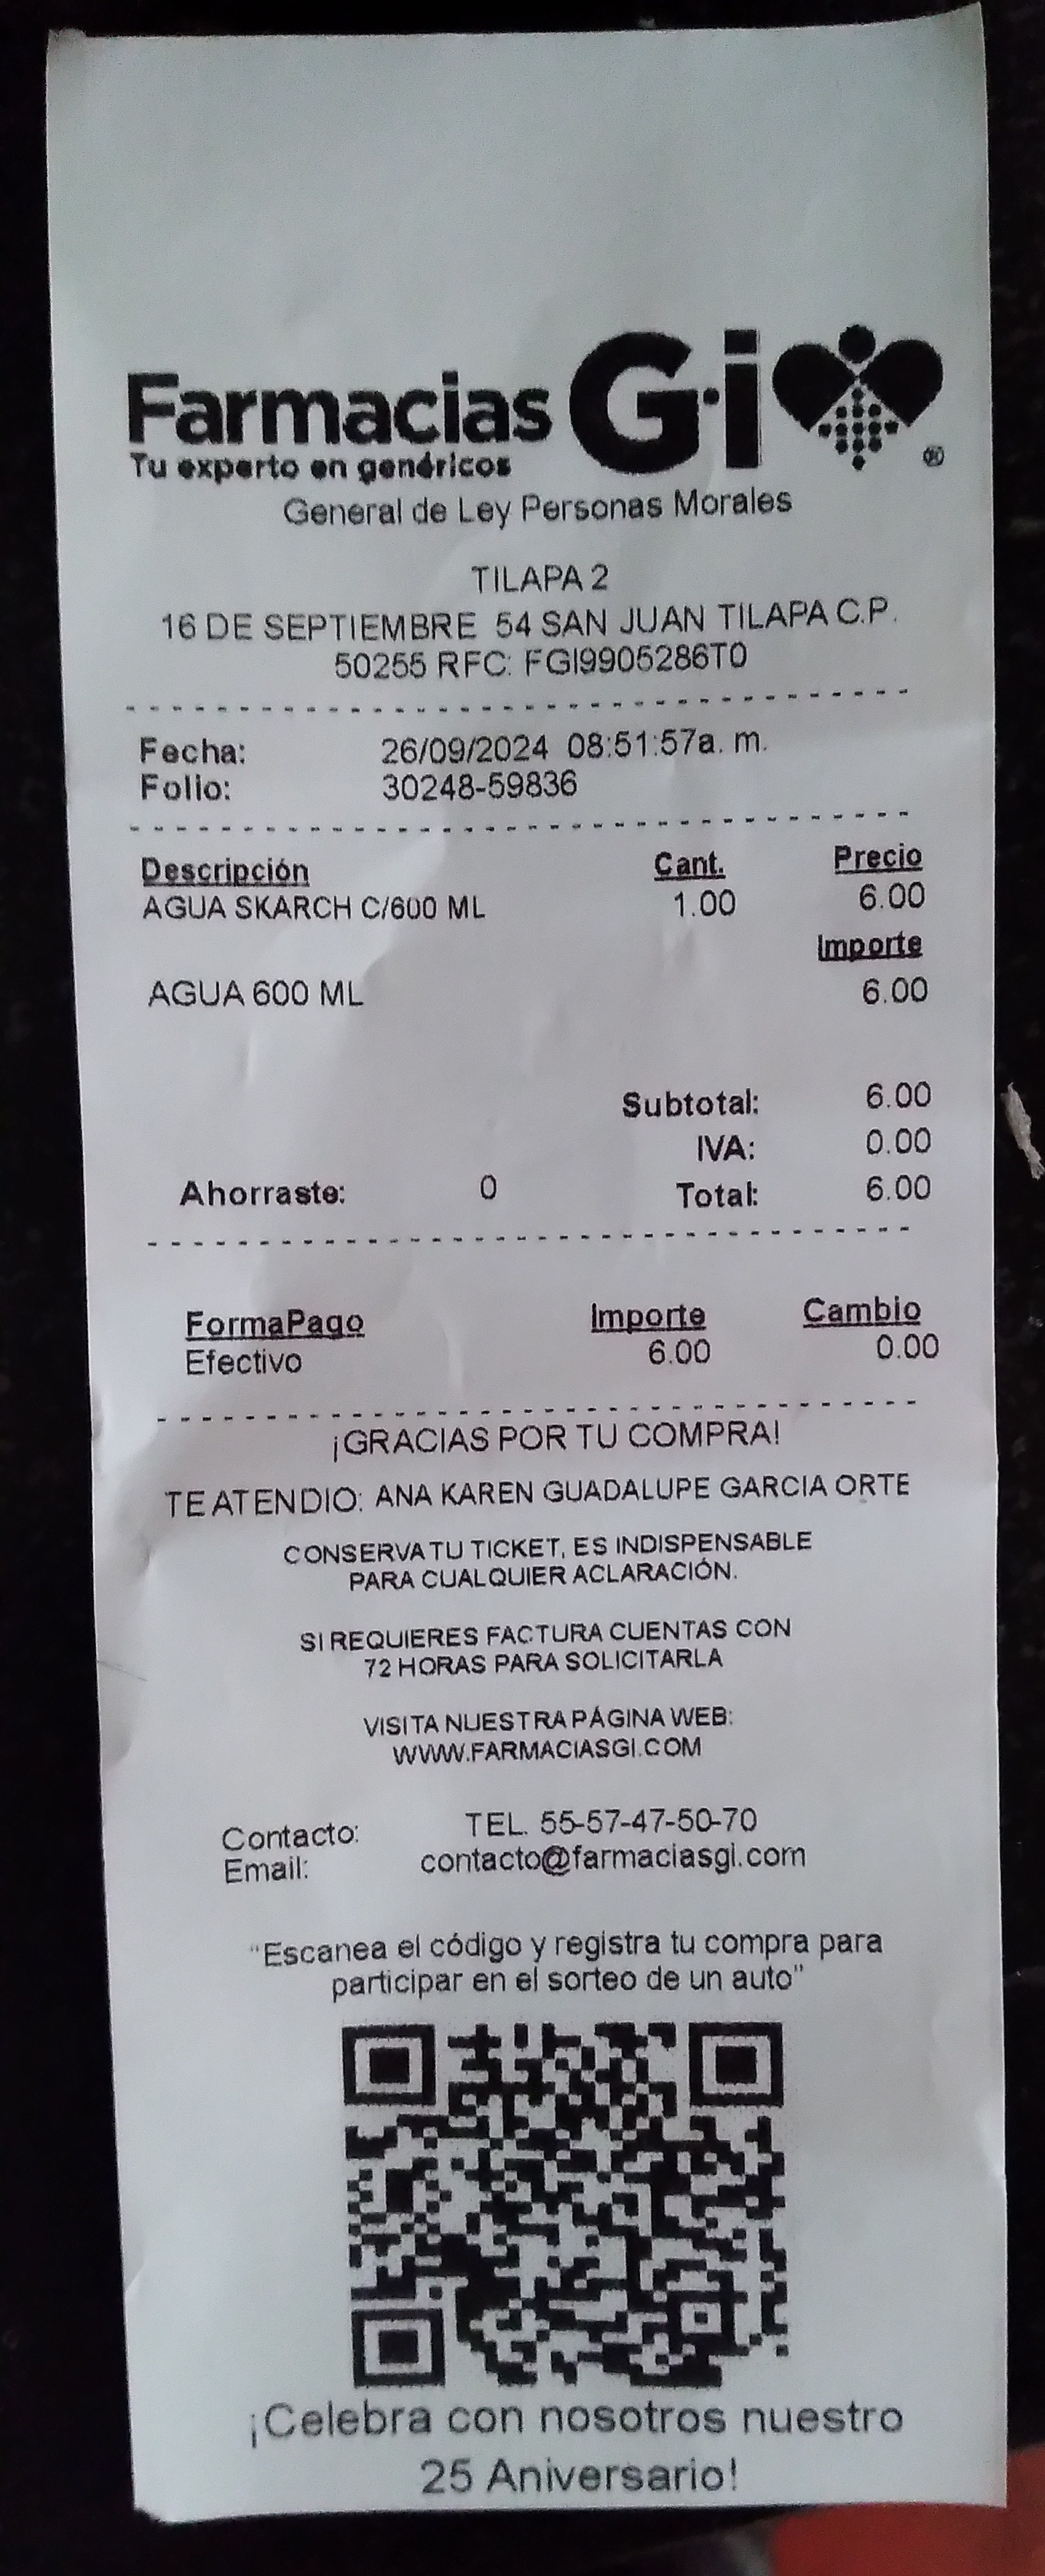 Farmacias Gi
Tu experto en genéricos ®
General de Ley Personas Morales
TILAPA 2
16 DE SEPTIEMBRE 54 SAN JUAN TILAPA C.P.
50255 RFC: FGI9905286T0
Fecha: 26/09/2024 08:51:57a. m.
Folio: 30248-59836
Descripción Cant. Precio
AGUA SKARCH C/600 ML 1.00 6.00
Importe
AGUA 600 ML 6.00
Subtotal: 6.00
IVA: 0.00
Ahorraste: 0 Total: 6.00
FormaPago Importe Cambio
Efectivo 6.00 0.00
¡GRACIAS POR TU COMPRA!
TE ATENDIO: ANA KAREN GUADALUPE GARCIA ORTE
CONSERVA TU TICKET, ES INDISPENSABLE
PARA CUALQUIER ACLARACIÓN.
SI REQUIERES FACTURA CUENTAS CON
72 HORAS PARA SOLICITARLA
VISITA NUESTRA PÁGINA WEB:
WWW.FARMACIASGI.COM
Contacto: TEL. 55-57-47-50-70
Email: contacto@farmaciasgi.com
"Escanea el código y registra tu compra para
participar en el sorteo de un auto"
¡Celebra con nosotros nuestro
25 Aniversario!